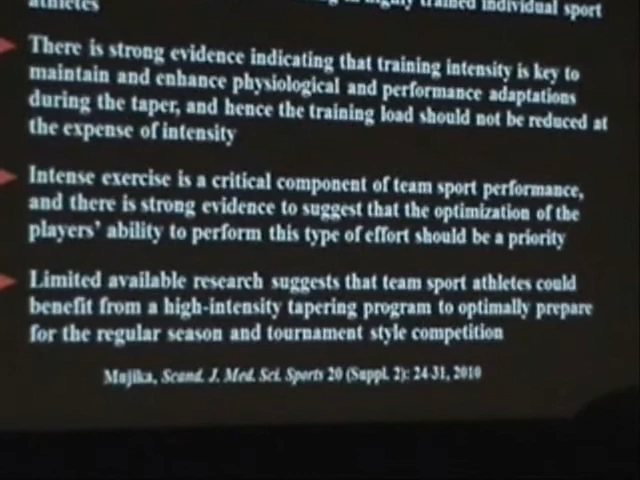 highly trained individual sport
athletes
There is strong evidence indicating that training intensity is key to
maintain and enhance physiological and performance adaptations
during the taper, and hence the training load should not be reduced at
the expense of intensity
Intense exercise is a critical component of team sport performance,
and there is strong evidence to suggest that the optimization of the
players' ability to perform this type of effort should be a priority
Limited available research suggests that team sport athletes could
benefit from a high-intensity tapering program to optimally prepare
for the regular season and tournament style competition
Mujika, Scand. J. Med. Sci. Sports 20 (Suppl. 2): 24-31, 2010